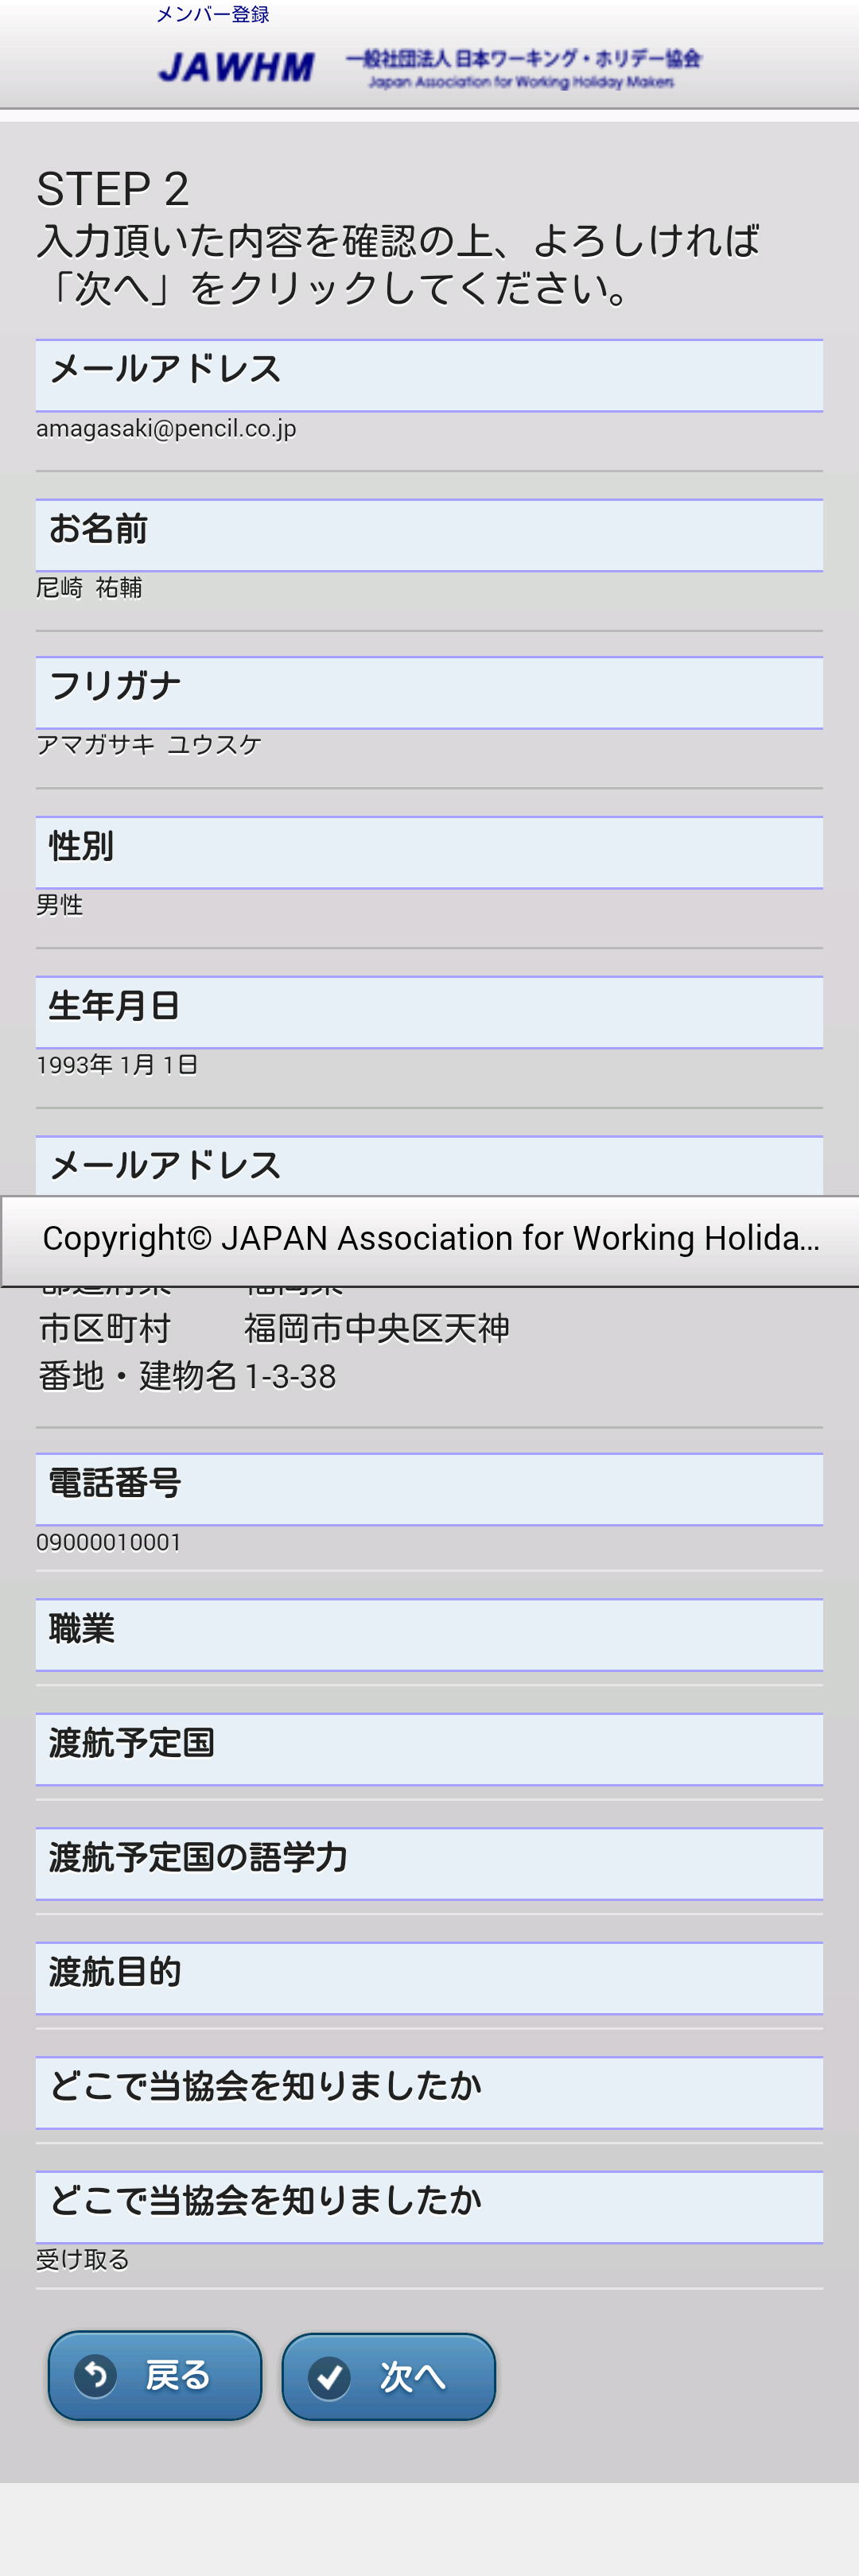 メンバー登録
JAWHM 一般社団法人 日本ワーキング・ホリデー協会
Japan Association for Working Holiday Makers
STEP 2
入力頂いた内容を確認の上、よろしければ
「次へ」をクリックしてください。
メールアドレス
amagasaki@pencil.co.jp
お名前
尼崎 祐輔
フリガナ
アマガサキ ユウスケ
性別
男性
生年月日
1993年 1月 1日
メールアドレス
Copyright© JAPAN Association for Working Holida...
市区町村 福岡市中央区天神
番地・建物名 1-3-38
電話番号
09000010001
職業
渡航予定国
渡航予定国の語学力
渡航目的
どこで当協会を知りましたか
どこで当協会を知りましたか
受け取る
戻る 次へ